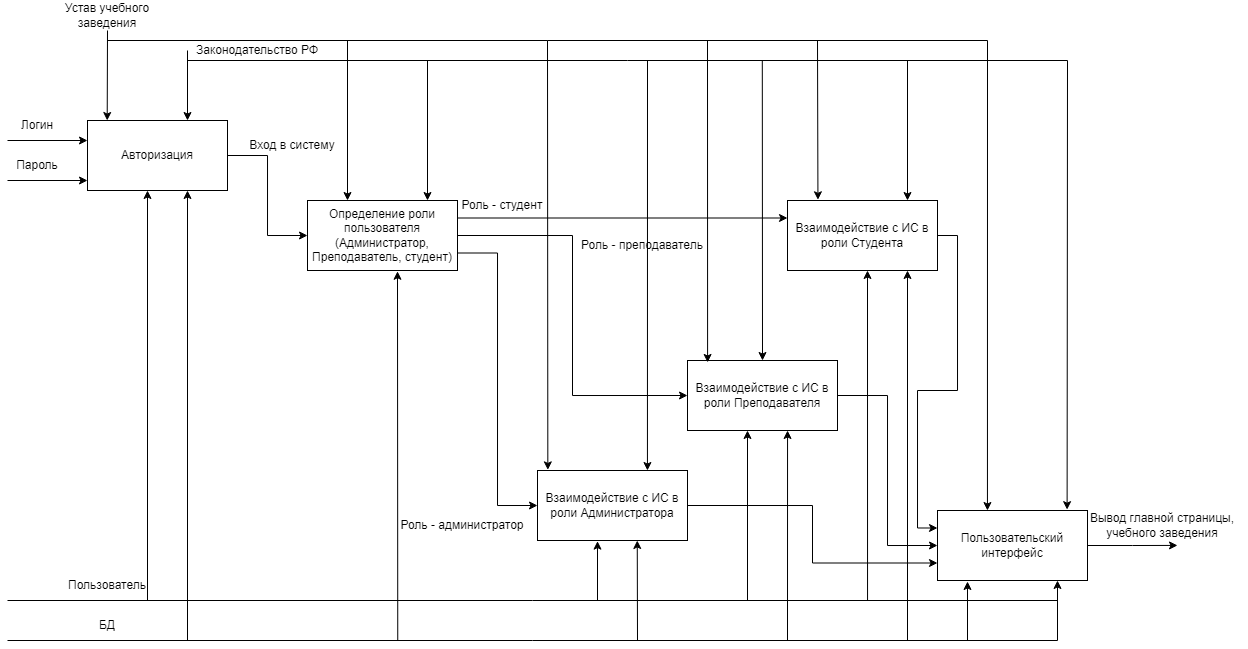 Устав учебного
заведения
Законодательство РФ
Логин
Пароль
Авторизация
Вход в систему
Определение роли
пользователя
(Администратор,
Преподаватель, студент)
Роль - студент
Роль - преподаватель
Взаимодействие с ИС в
роли Студента
Взаимодействие с ИС в
роли Преподавателя
Взаимодействие с ИС в
роли Администратора
Роль - администратор
Пользовательский
интерфейс
Вывод главной страницы,
учебного заведения
Пользователь
БД